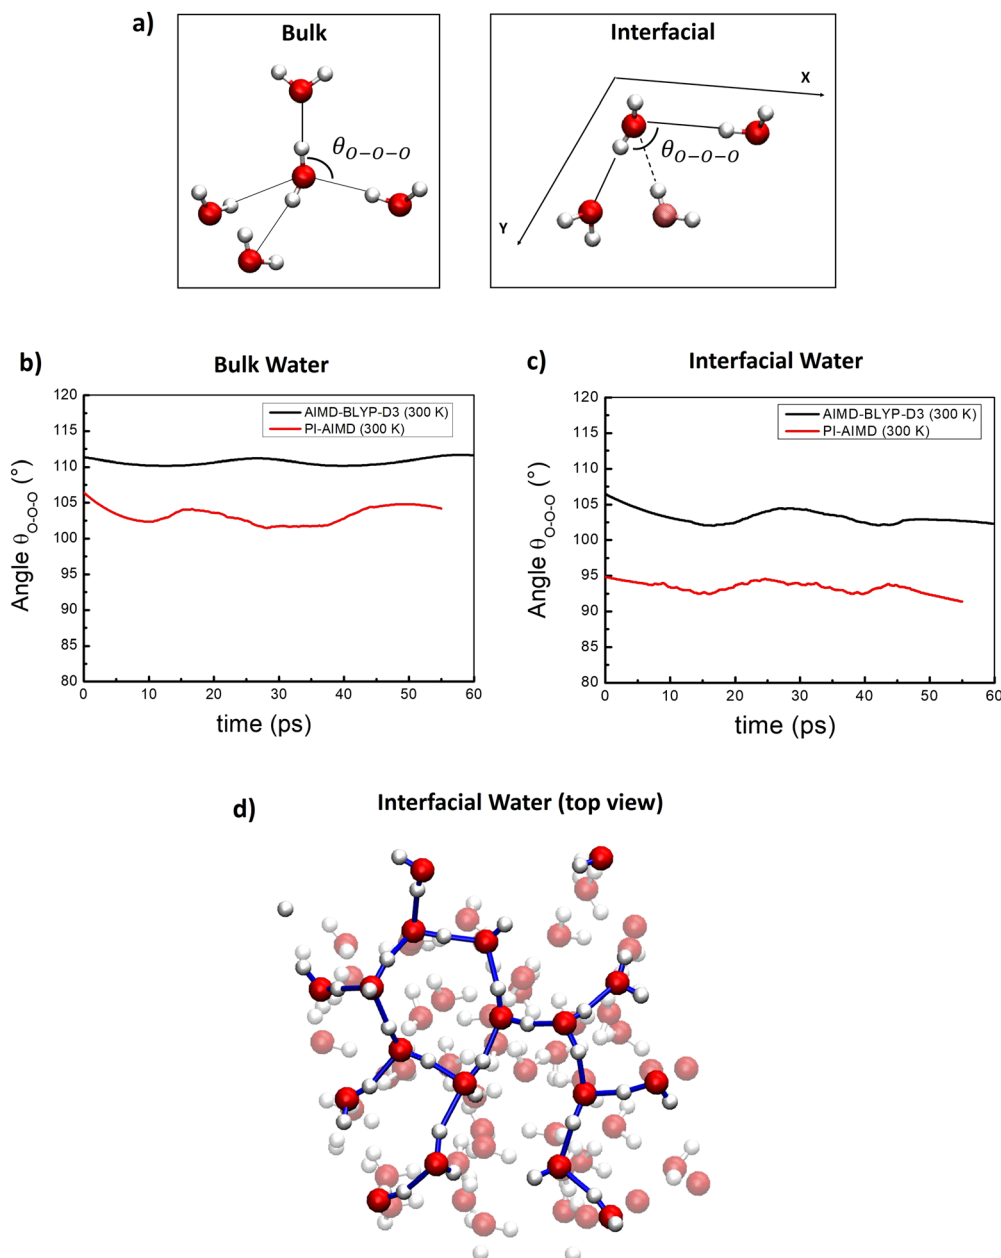 a)
Bulk
θO-O-O
Interfacial
X
θO-O-O
Y
b)
Bulk Water
120
115
110
105
100
95
90
85
80
Angle θO-O-O (°)
AIMD-BLYP-D3 (300 K)
PI-AIMD (300 K)
0 10 20 30 40 50 60
time (ps)
c)
Interfacial Water
120
115
110
105
100
95
90
85
80
Angle θO-O-O (°)
AIMD-BLYP-D3 (300 K)
PI-AIMD (300 K)
0 10 20 30 40 50 60
time (ps)
d)
Interfacial Water (top view)